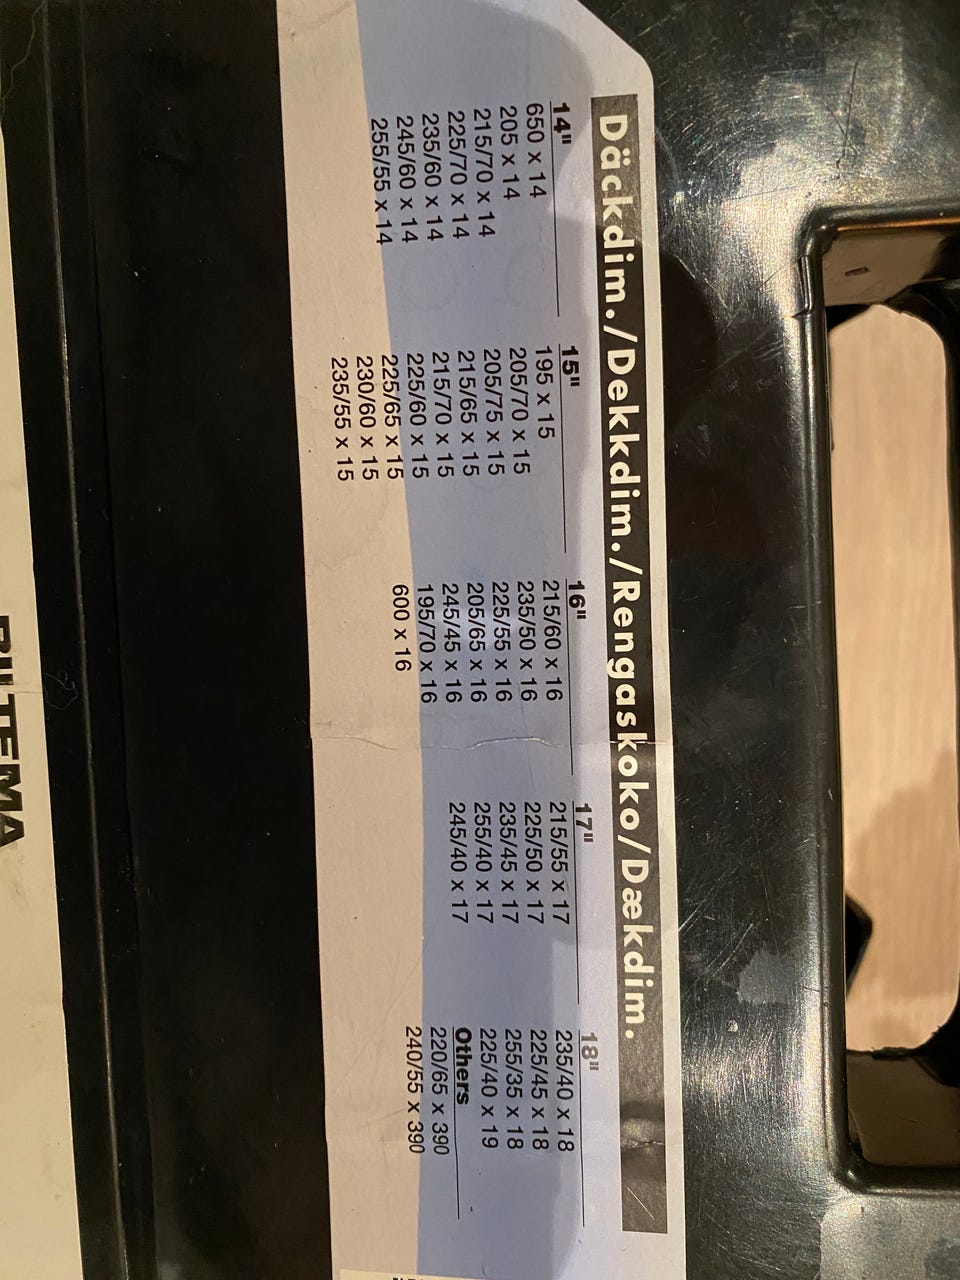 Däckdim./Dekkdim./Rengaskoko/Dækdim.
14"
650 x 14
205 x 14
215/70 x 14
225/70 x 14
235/60 x 14
245/60 x 14
255/55 x 14
15"
195 x 15
205/70 x 15
205/75 x 15
215/65 x 15
215/70 x 15
225/60 x 15
225/65 x 15
230/60 x 15
235/55 x 15
16"
215/60 x 16
235/50 x 16
225/55 x 16
205/65 x 16
245/45 x 16
195/70 x 16
600 x 16
17"
215/55 x 17
225/50 x 17
235/45 x 17
255/40 x 17
245/40 x 17
18"
235/40 x 18
225/45 x 18
255/35 x 18
225/40 x 19
Others
220/65 x 390
240/55 x 390
BILTEMA